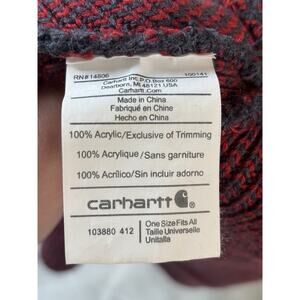 RN#14806 100141
Carhartt Inc. P.O Box 600
Dearborn, MI 48121, USA
Carhartt.Com
Made in China
Fabriqué en Chine
Hecho en China
100% Acrylic/Exclusive of Trimming
100% Acrylique/Sans garniture
100% Acrílico/Sin incluir adorno
carhartt
103880 412
One Size Fits All
Taille Universelle
Unitalla